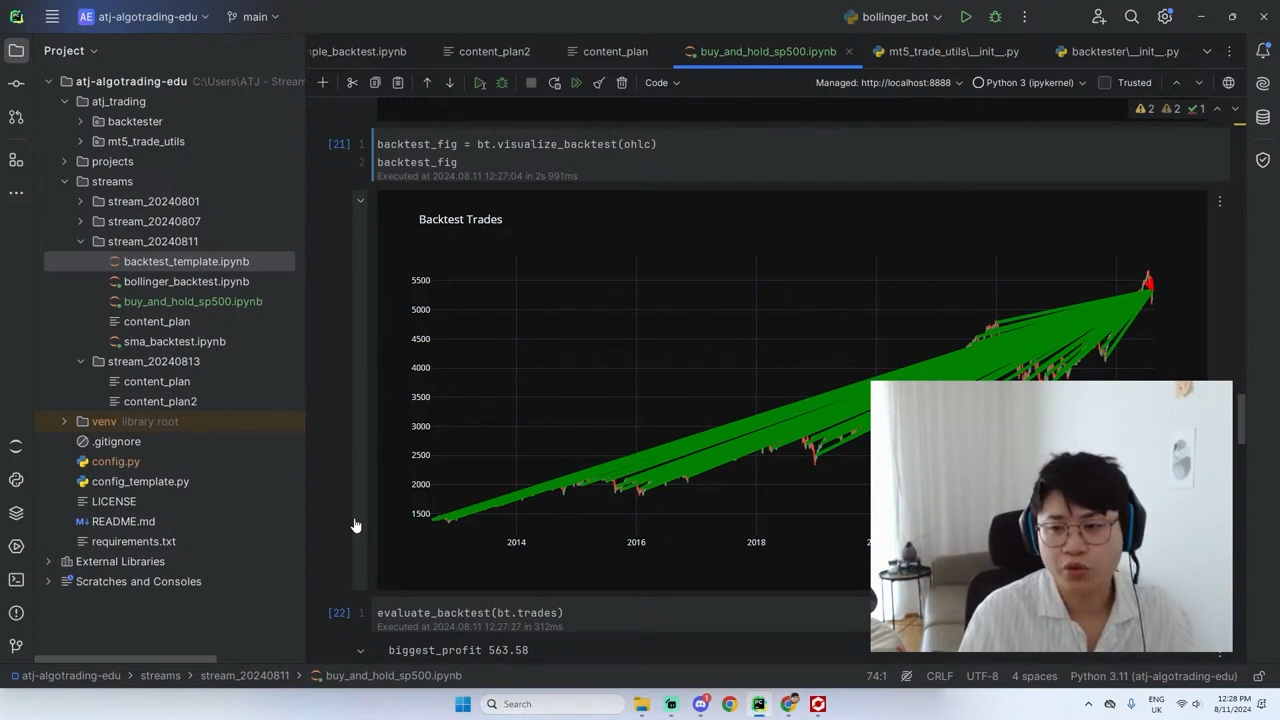 AE atj-algotrading-edu main bollinger_bot
Project
ple_backtest.ipynb content_plan2 content_plan buy_and_hold_sp500.ipynb mt5_trade_utils\__init__.py backtester\__init__.py
Code Managed: http://localhost:8888 Python 3 (ipykernel) Trusted
atj-algotrading-edu C:\Users\ATJ - Stream
atj_trading
backtester
mt5_trade_utils
projects
streams
stream_20240801
stream_20240807
stream_20240811
backtest_template.ipynb
bollinger_backtest.ipynb
buy_and_hold_sp500.ipynb
content_plan
sma_backtest.ipynb
stream_20240813
content_plan
content_plan2
venv library root
.gitignore
config.py
config_template.py
LICENSE
M↓ README.md
requirements.txt
External Libraries
Scratches and Consoles
2 2 1
[21] 1 backtest_fig = bt.visualize_backtest(ohlc)
2 backtest_fig
Executed at 2024.08.11 12:27:04 in 2s 991ms
Backtest Trades
5500
5000
4500
4000
3500
3000
2500
2000
1500
2014 2016 2018
[22] 1 evaluate_backtest(bt.trades)
Executed at 2024.08.11 12:27:27 in 312ms
biggest_profit 563.58
atj-algotrading-edu > streams > stream_20240811 > buy_and_hold_sp500.ipynb 74:1 CRLF UTF-8 4 spaces Python 3.11 (atj-algotrading-edu)
Search 1 ENG UK 12:28 PM 8/11/2024